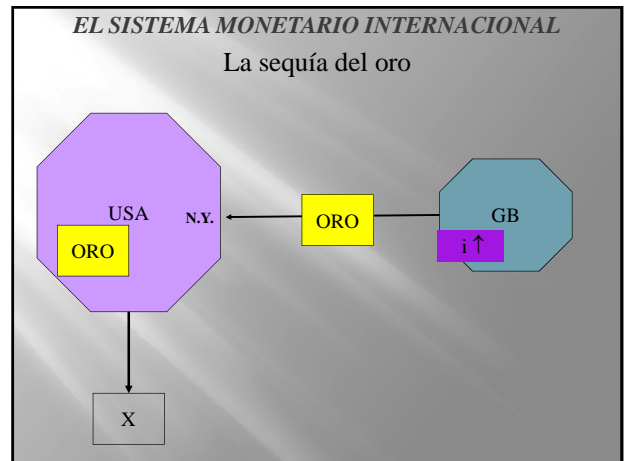 EL SISTEMA MONETARIO INTERNACIONAL
La sequía del oro
USA
N.Y.
ORO
ORO
GB
i ↑
X